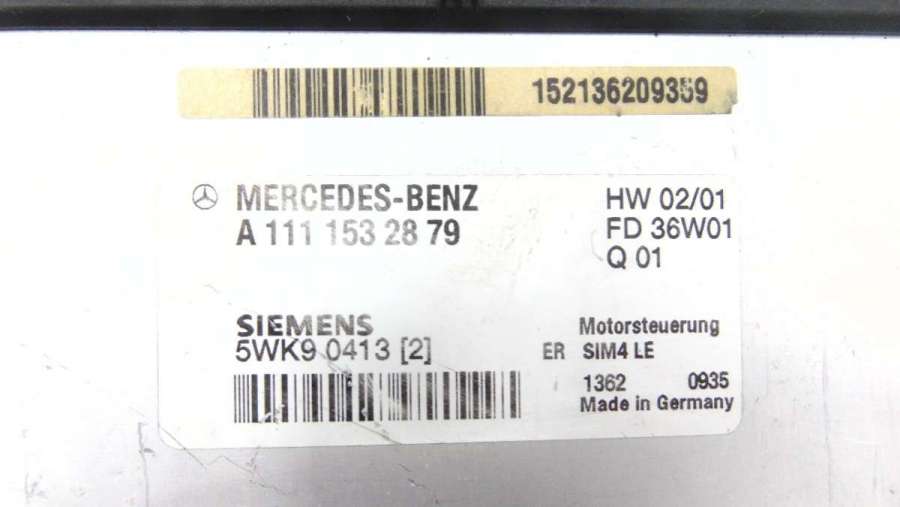 152136209359
MERCEDES-BENZ
A 111 153 28 79
HW 02/01
FD 36W01
Q 01
SIEMENS
5WK9 0413 [2]
Motorsteuerung
ER SIM4 LE
1362 0935
Made in Germany